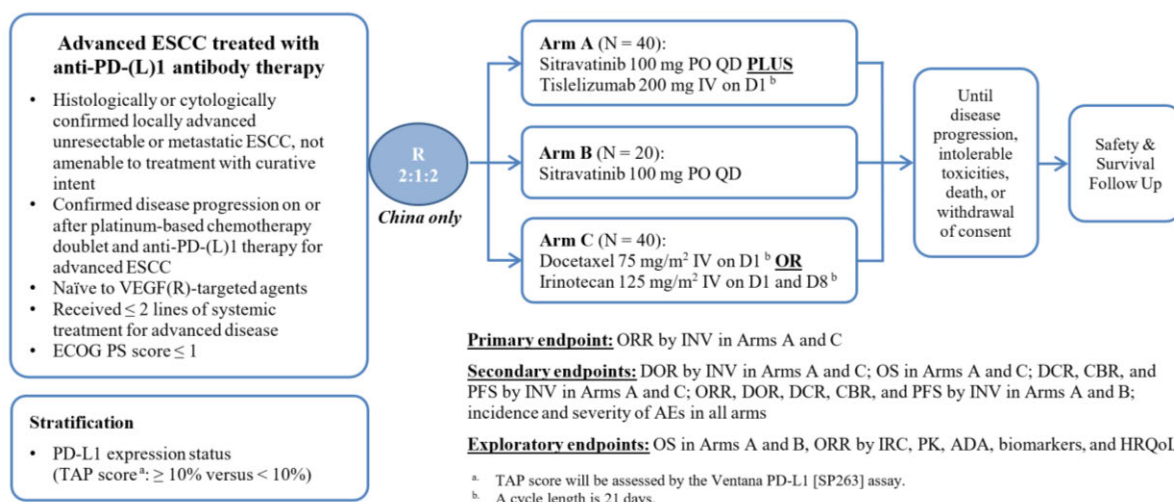 Advanced ESCC treated with
anti-PD-(L)1 antibody therapy
• Histologically or cytologically
confirmed locally advanced
unresectable or metastatic ESCC, not
amenable to treatment with curative
intent
• Confirmed disease progression on or
after platinum-based chemotherapy
doublet and anti-PD-(L)1 therapy for
advanced ESCC
• Naïve to VEGF(R)-targeted agents
• Received ≤ 2 lines of systemic
treatment for advanced disease
• ECOG PS score ≤ 1
Stratification
• PD-L1 expression status
(TAP score a: ≥ 10% versus < 10%)
R
2:1:2
China only
Arm A (N = 40):
Sitravatinib 100 mg PO QD PLUS
Tislelizumab 200 mg IV on D1 b
Arm B (N = 20):
Sitravatinib 100 mg PO QD
Arm C (N = 40):
Docetaxel 75 mg/m² IV on D1 b OR
Irinotecan 125 mg/m² IV on D1 and D8 b
Until
disease
progression,
intolerable
toxicities,
death, or
withdrawal
of consent
Safety &
Survival
Follow Up
Primary endpoint: ORR by INV in Arms A and C
Secondary endpoints: DOR by INV in Arms A and C; OS in Arms A and C; DCR, CBR, and
PFS by INV in Arms A and C; ORR, DOR, DCR, CBR, and PFS by INV in Arms A and B;
incidence and severity of AEs in all arms
Exploratory endpoints: OS in Arms A and B, ORR by IRC, PK, ADA, biomarkers, and HRQoL
a. TAP score will be assessed by the Ventana PD-L1 [SP263] assay.
b. A cycle length is 21 days.